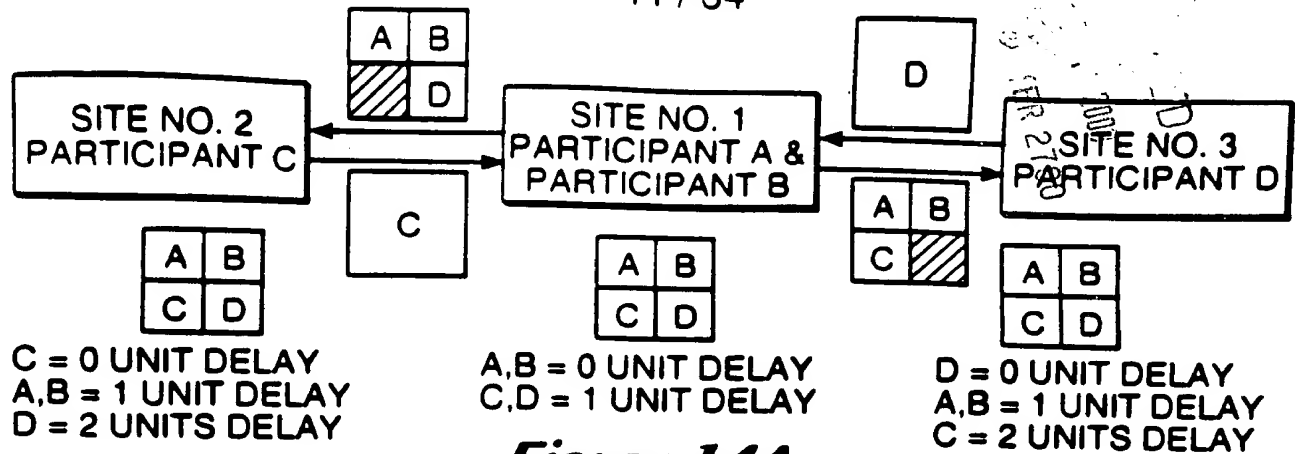 A B
D
D
SITE NO. 2
PARTICIPANT C
SITE NO. 1
PARTICIPANT A &
PARTICIPANT B
SITE NO. 3
PARTICIPANT D
C
A B
C
A B
C D
A B
C D
A B
C D
C = 0 UNIT DELAY
A,B = 1 UNIT DELAY
D = 2 UNITS DELAY
A,B = 0 UNIT DELAY
C,D = 1 UNIT DELAY
D = 0 UNIT DELAY
A,B = 1 UNIT DELAY
C = 2 UNITS DELAY